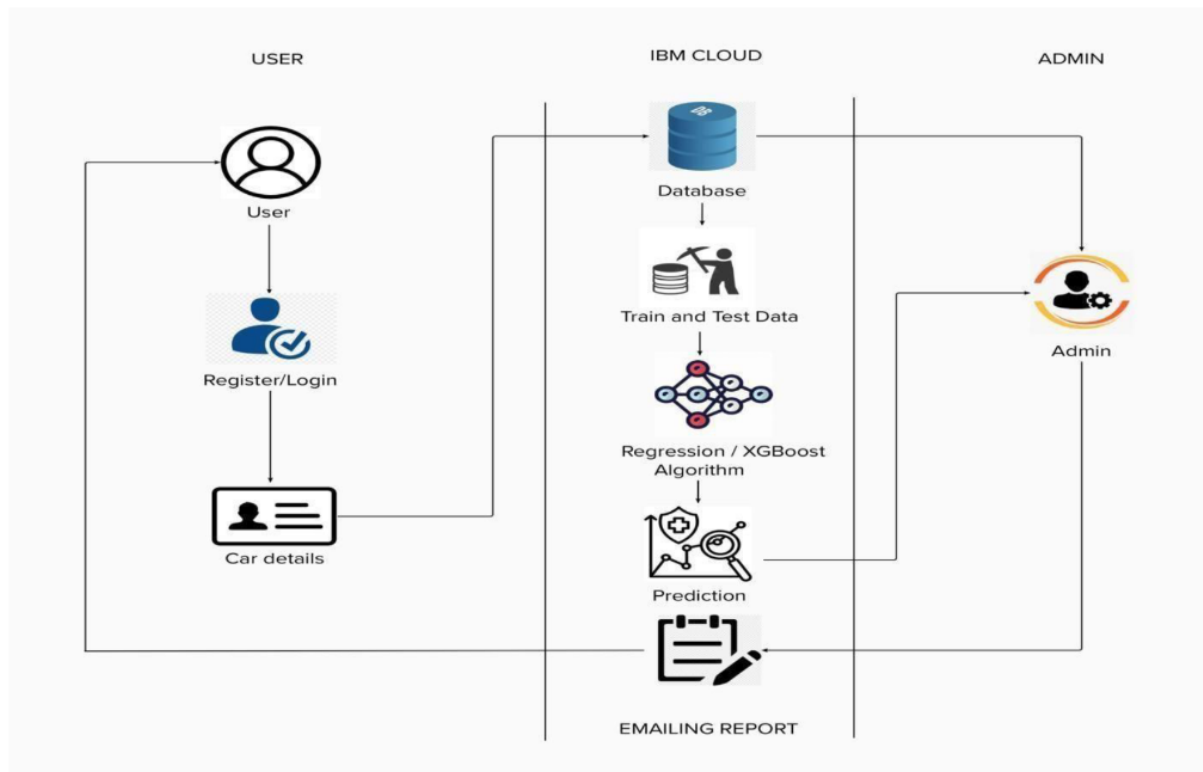 USER
IBM CLOUD
ADMIN
User
Register/Login
Car details
Database
Train and Test Data
Regression / XGBoost
Algorithm
Prediction
EMAILING REPORT
Admin